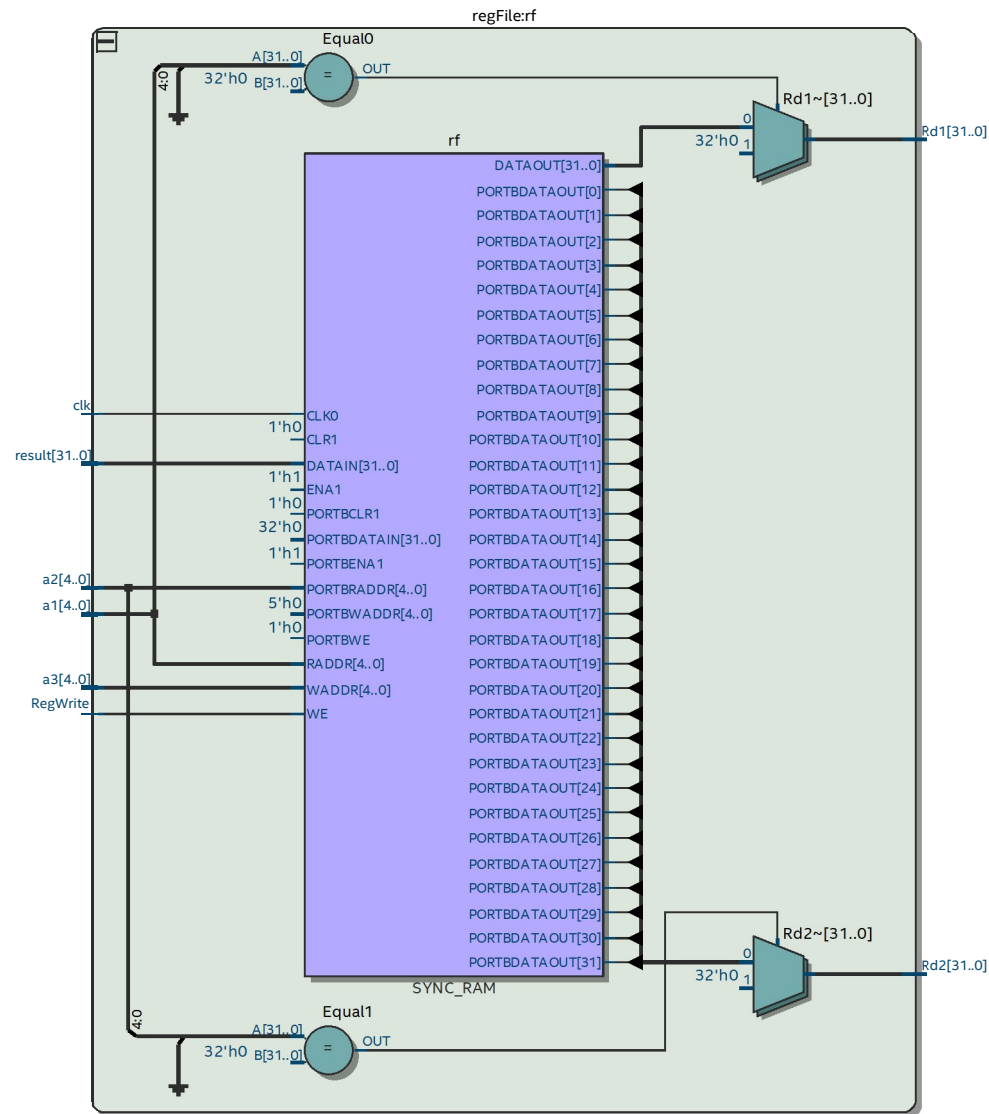 regFile:rf
Equal0
A[31..0]
32'h0
B[31..0]
=
OUT
4:0
Rd1~[31..0]
0
32'h0
1
Rd1[31..0]
rf
DATAOUT[31..0]
PORTBDATAOUT[0]
PORTBDATAOUT[1]
PORTBDATAOUT[2]
PORTBDATAOUT[3]
PORTBDATAOUT[4]
PORTBDATAOUT[5]
PORTBDATAOUT[6]
PORTBDATAOUT[7]
PORTBDATAOUT[8]
PORTBDATAOUT[9]
PORTBDATAOUT[10]
PORTBDATAOUT[11]
PORTBDATAOUT[12]
PORTBDATAOUT[13]
PORTBDATAOUT[14]
PORTBDATAOUT[15]
PORTBDATAOUT[16]
PORTBDATAOUT[17]
PORTBDATAOUT[18]
PORTBDATAOUT[19]
PORTBDATAOUT[20]
PORTBDATAOUT[21]
PORTBDATAOUT[22]
PORTBDATAOUT[23]
PORTBDATAOUT[24]
PORTBDATAOUT[25]
PORTBDATAOUT[26]
PORTBDATAOUT[27]
PORTBDATAOUT[28]
PORTBDATAOUT[29]
PORTBDATAOUT[30]
PORTBDATAOUT[31]
clk
CLK0
1'h0
CLR1
result[31..0]
DATAIN[31..0]
1'h1
ENA1
1'h0
PORTBCLR1
32'h0
PORTBDATAIN[31..0]
1'h1
PORTBENA1
a2[4..0]
PORTBRADDR[4..0]
a1[4..0]
5'h0
PORTBWADDR[4..0]
1'h0
PORTBWE
RADDR[4..0]
a3[4..0]
WADDR[4..0]
RegWrite
WE
SYNC_RAM
Rd2~[31..0]
0
32'h0
1
Rd2[31..0]
Equal1
4:0
A[31..0]
32'h0
B[31..0]
=
OUT